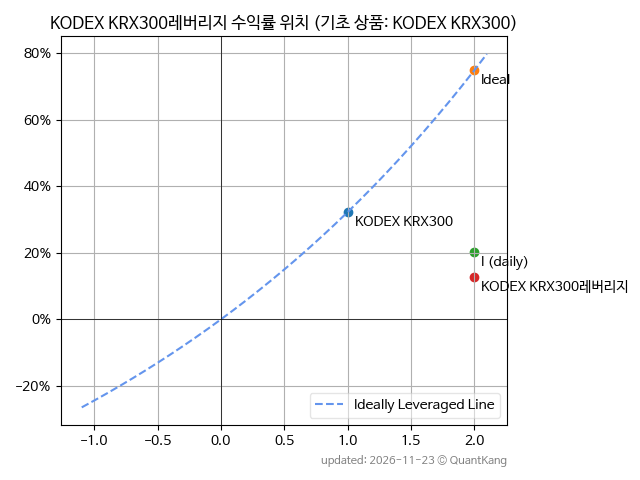 KODEX KRX300레버리지 수익률 위치 (기초 상품: KODEX KRX300)
80%
60%
40%
20%
0%
−20%
Ideal
KODEX KRX300
I (daily)
KODEX KRX300레버리지
Ideally Leveraged Line
−1.0
−0.5
0.0
0.5
1.0
1.5
2.0
updated: 2026-11-23 © QuantKang